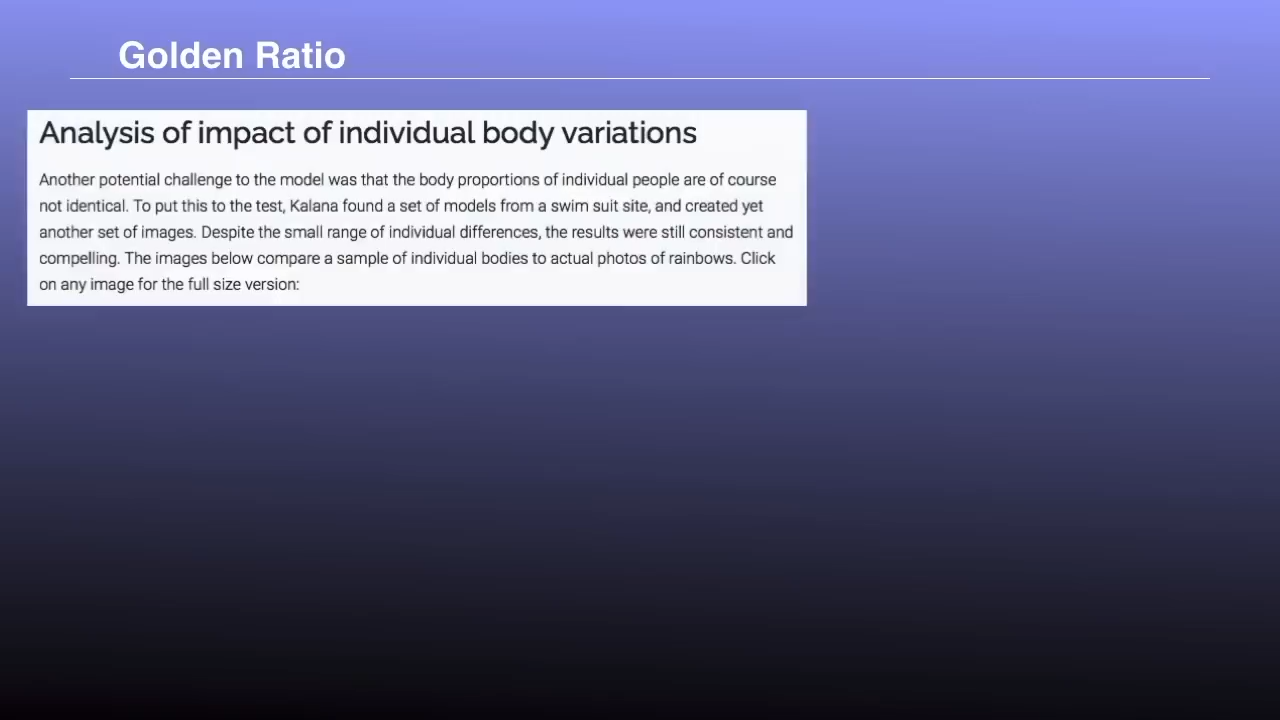 Golden Ratio
Analysis of impact of individual body variations
Another potential challenge to the model was that the body proportions of individual people are of course
not identical. To put this to the test, Kalana found a set of models from a swim suit site, and created yet
another set of images. Despite the small range of individual differences, the results were still consistent and
compelling. The images below compare a sample of individual bodies to actual photos of rainbows. Click
on any image for the full size version: